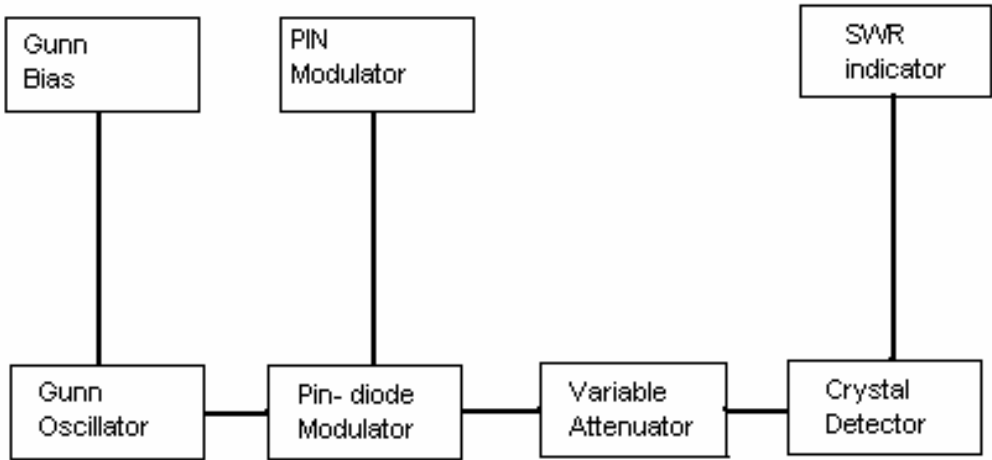 Gunn
Bias
PIN
Modulator
SWR
indicator
Gunn
Oscillator
Pin- diode
Modulator
Variable
Attenuator
Crystal
Detector